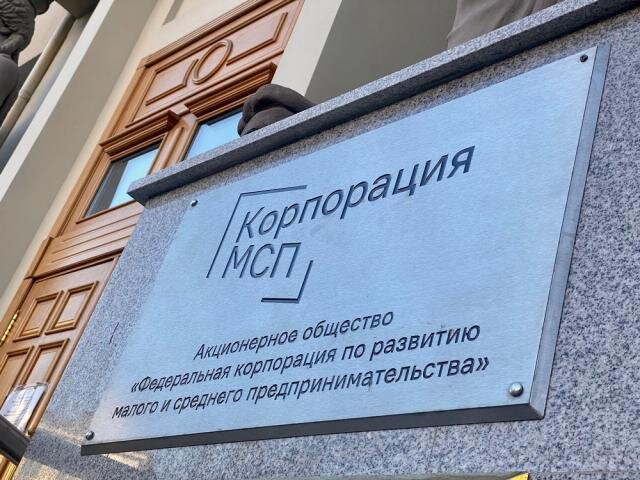 Корпорация
МСП
Акционерное общество
«Федеральная корпорация по развитию
малого и среднего предпринимательства»